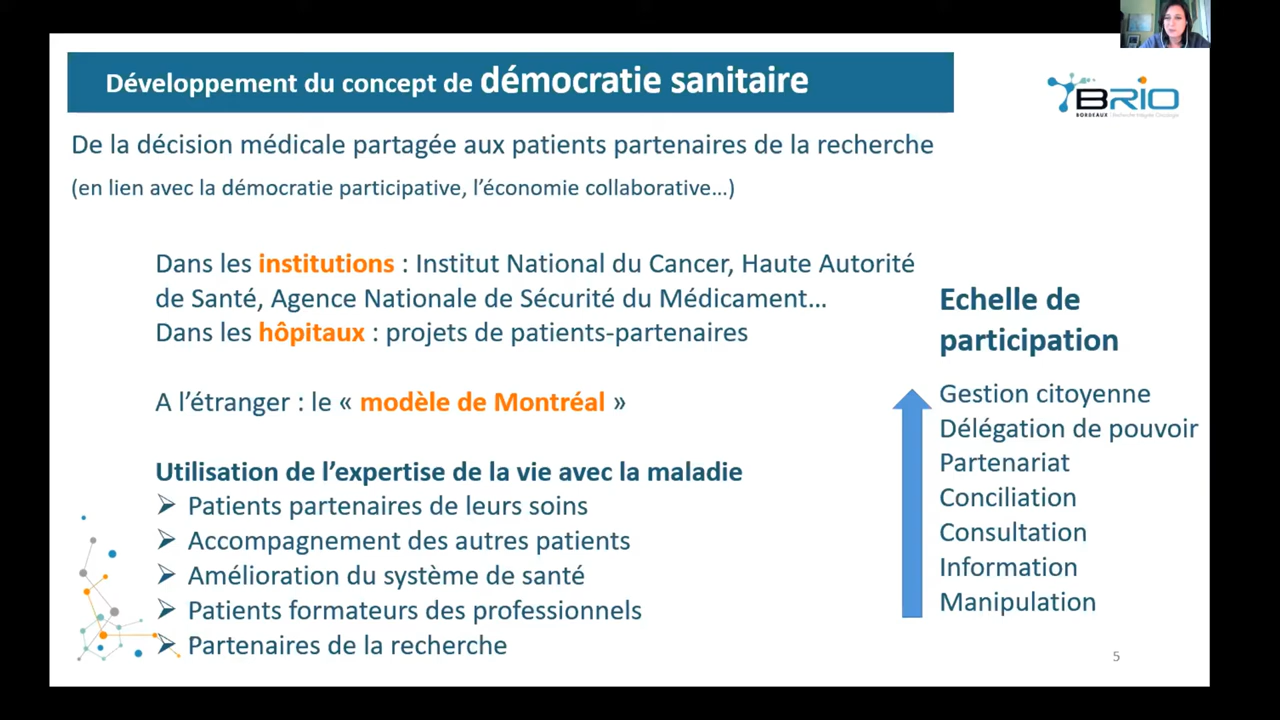 Développement du concept de démocratie sanitaire
BRIO
BORDEAUX
De la décision médicale partagée aux patients partenaires de la recherche
(en lien avec la démocratie participative, l’économie collaborative…)
Dans les institutions : Institut National du Cancer, Haute Autorité
de Santé, Agence Nationale de Sécurité du Médicament…
Dans les hôpitaux : projets de patients-partenaires
A l’étranger : le « modèle de Montréal »
Utilisation de l’expertise de la vie avec la maladie
➢ Patients partenaires de leurs soins
➢ Accompagnement des autres patients
➢ Amélioration du système de santé
➢ Patients formateurs des professionnels
➢ Partenaires de la recherche
Echelle de
participation
Gestion citoyenne
Délégation de pouvoir
Partenariat
Conciliation
Consultation
Information
Manipulation
5